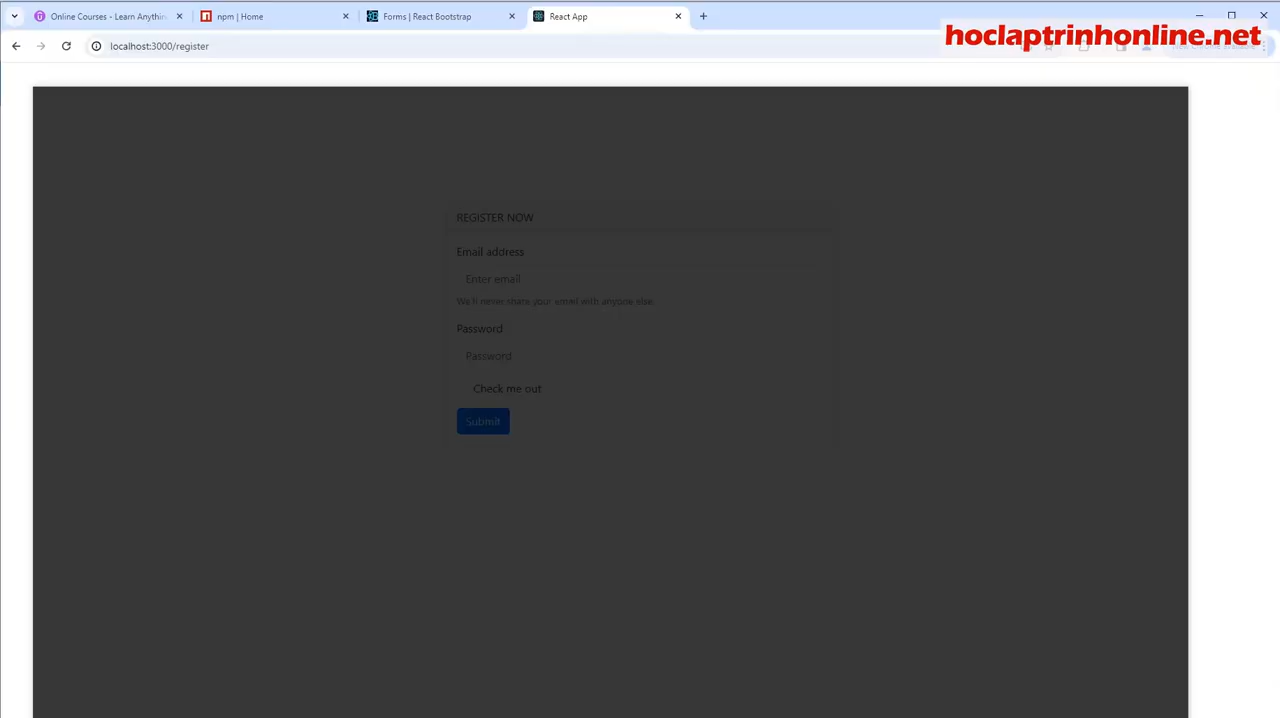 Online Courses - Learn Anythin
npm | Home
Forms | React Bootstrap
React App
localhost:3000/register
hoclaptrinhonline.net
REGISTER NOW
Email address
Enter email
We'll never share your email with anyone else.
Password
Password
Check me out
Submit